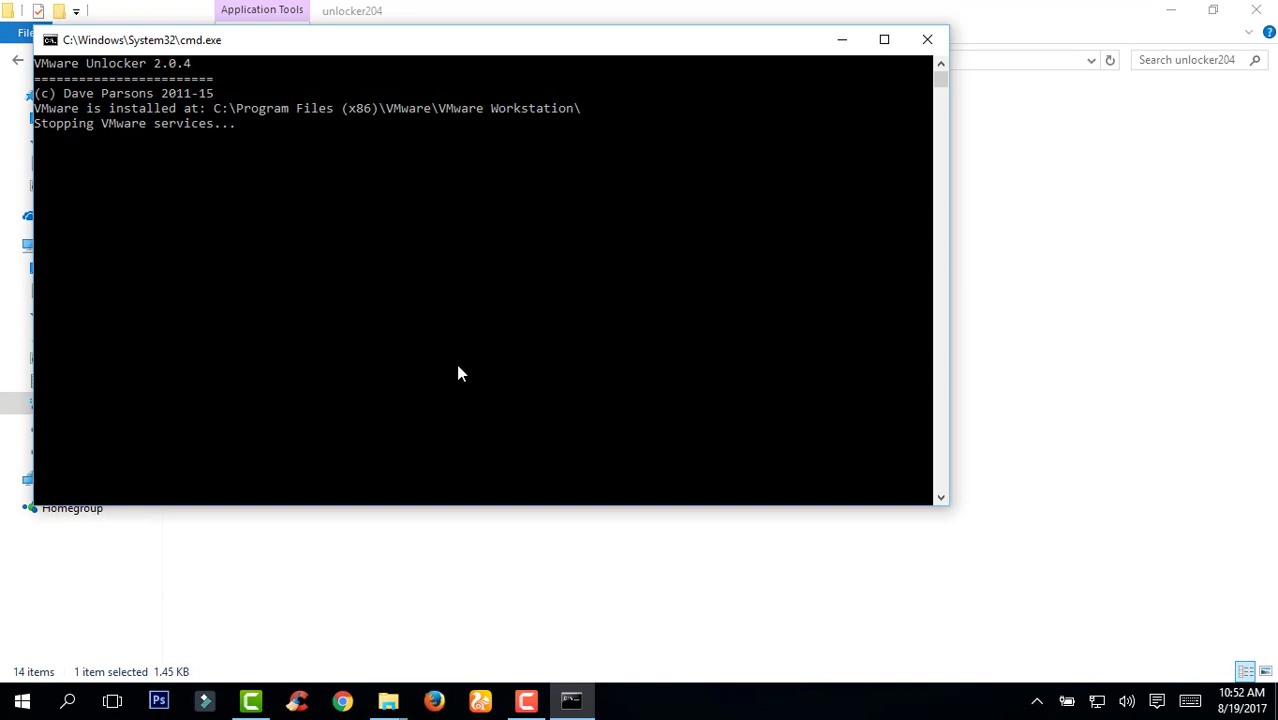 Application Tools
unlocker204
File
C:\Windows\System32\cmd.exe
Search unlocker204
VMware Unlocker 2.0.4
========================
(c) Dave Parsons 2011-15
VMware is installed at: C:\Program Files (x86)\VMware\VMware Workstation\
Stopping VMware services...
Homegroup
14 items
1 item selected
1.45 KB
Ps
10:52 AM
8/19/2017